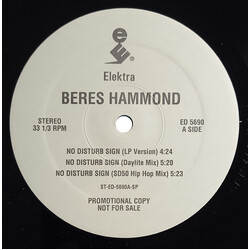 e
Elektra
BERES HAMMOND
STEREO
33 1/3 RPM
ED 5690
A SIDE
NO DISTURB SIGN (LP Version) 4:24
NO DISTURB SIGN (Daylite Mix) 5:20
NO DISTURB SIGN (SD50 Hip Hop Mix) 5:23
ST-ED-5690A-SP
PROMOTIONAL COPY
NOT FOR SALE